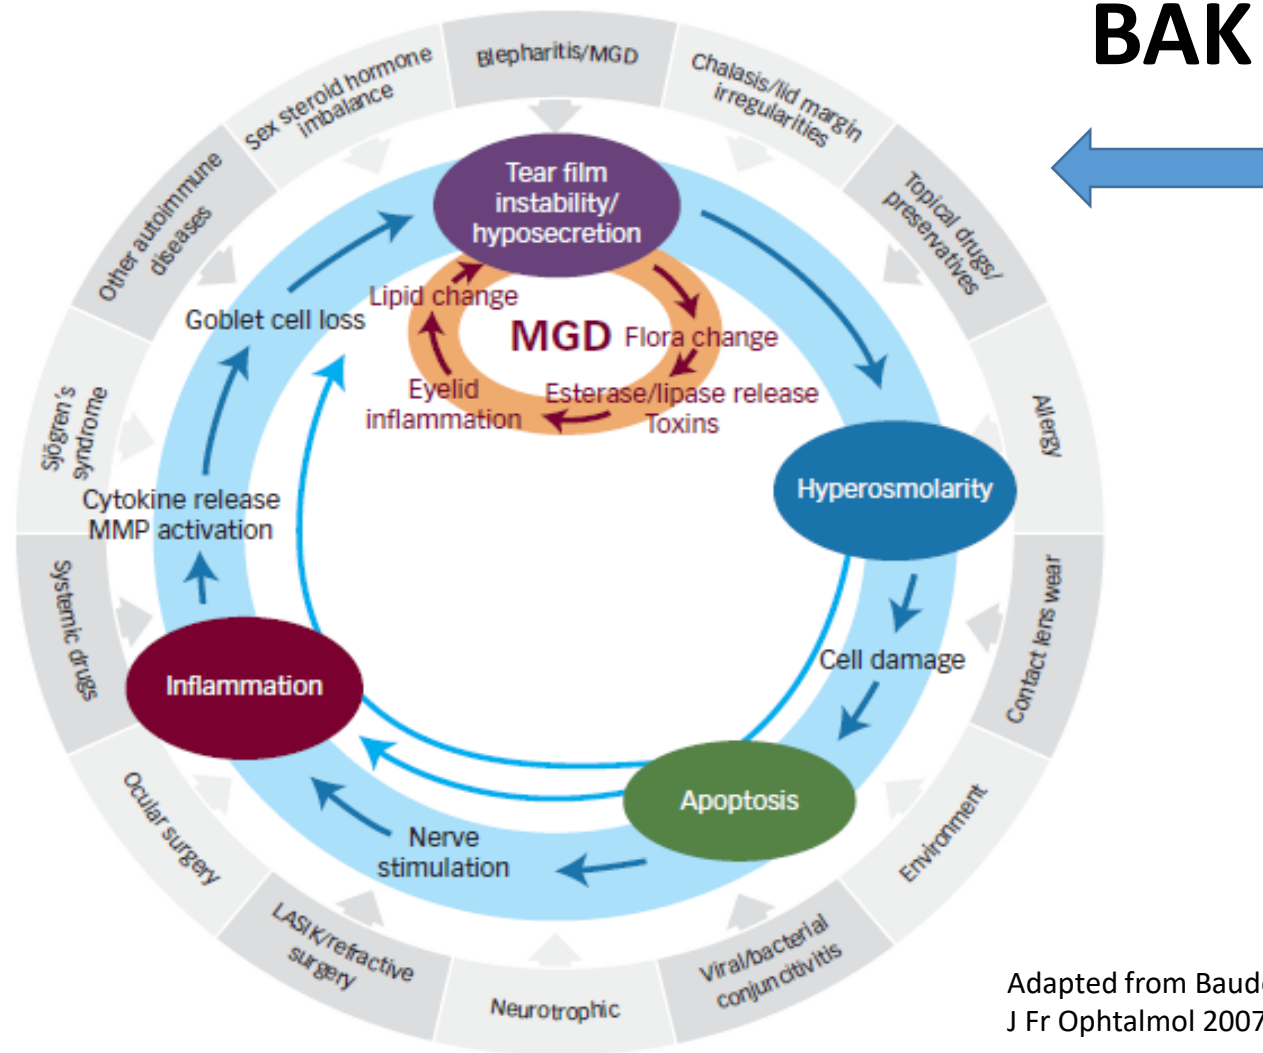 BAK
Blepharitis/MGD
Chalasis/lid margin
irregularities
Topical drugs/
preservatives
Allergy
Contact lens wear
Environment
Viral/bacterial
conjuncitivitis
Neurotrophic
LASIK/refractive
surgery
Ocular surgery
Systemic drugs
Sjögren's
syndrome
Other autoimmune
diseases
Sex steroid hormone
imbalance
Tear film
instability/
hyposecretion
Lipid change
MGD
Flora change
Esterase/lipase release
Toxins
Eyelid
inflammation
Goblet cell loss
Hyperosmolarity
Cytokine release
MMP activation
Cell damage
Inflammation
Apoptosis
Nerve
stimulation
Adapted from
J Fr Ophtalmol 2007